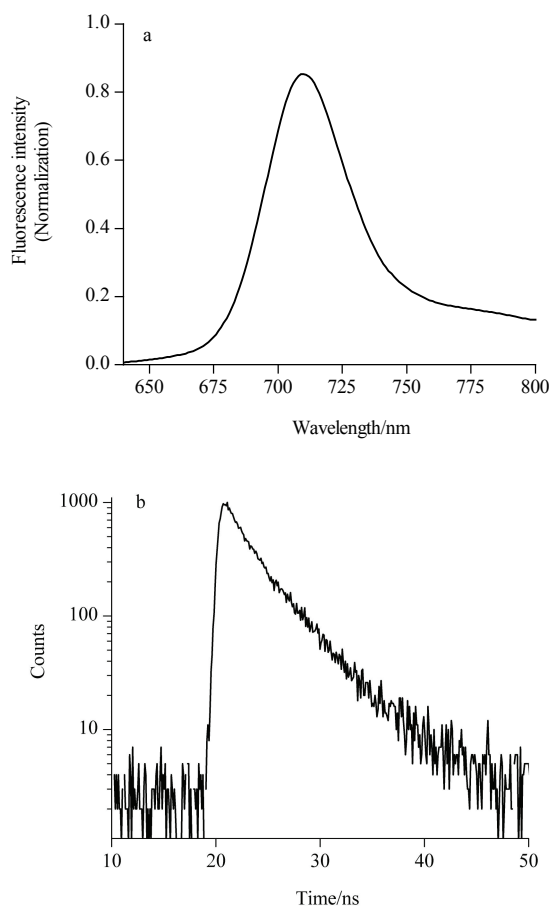 a
1.0
0.8
0.6
0.4
0.2
0.0
Fluorescence intensity
(Normalization)
650 675 700 725 750 775 800
Wavelength/nm
b
1000
100
10
Counts
10 20 30 40 50
Time/ns